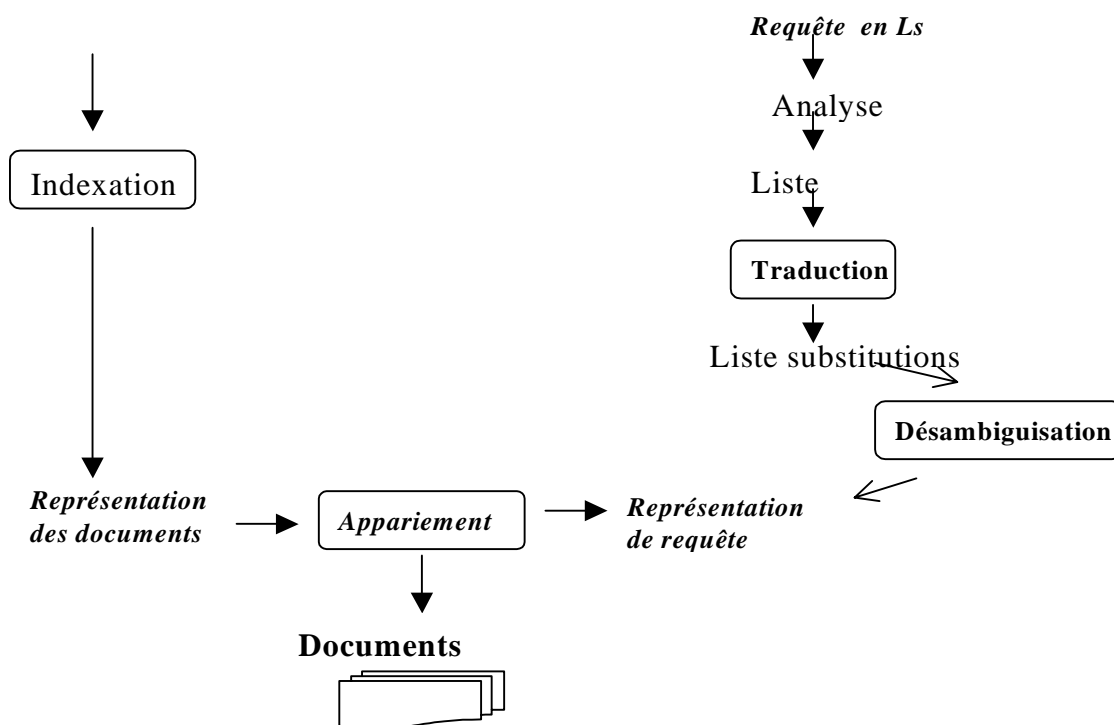 Requête en Ls
Analyse
Indexation
Liste
Traduction
Liste substitutions
Désambiguisation
Représentation
des documents
Appariement
Représentation
de requête
Documents